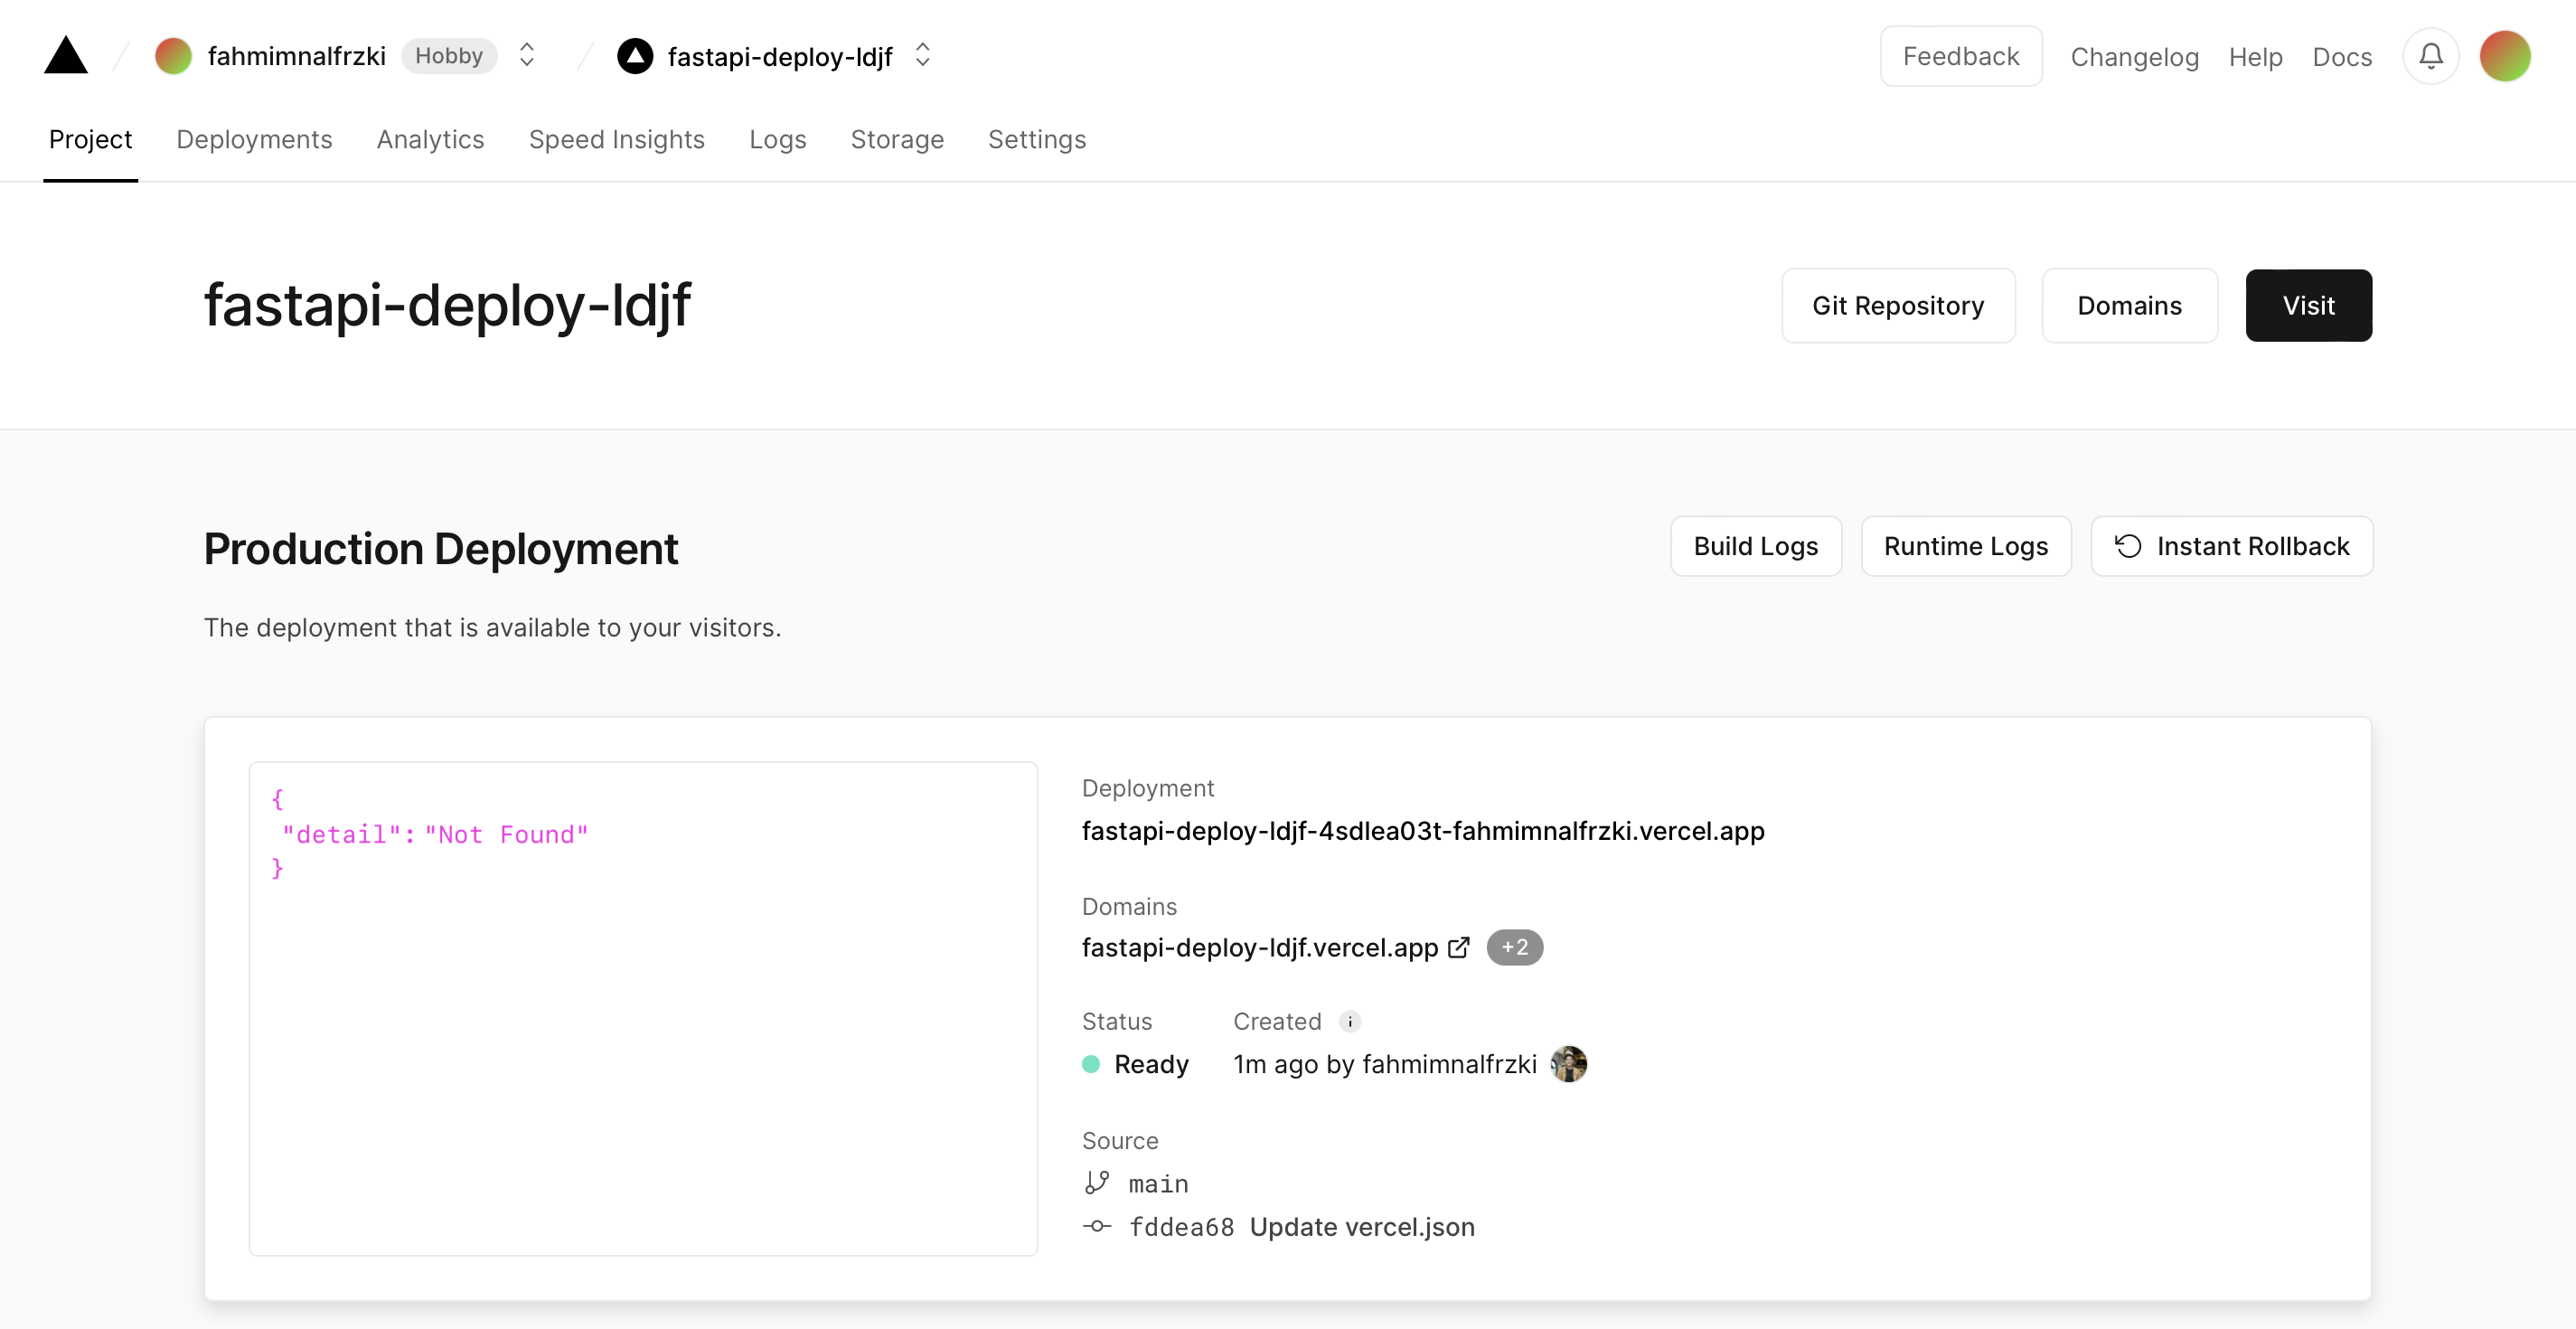 fahmimnalfrzki Hobby fastapi-deploy-ldjf Feedback Changelog Help Docs
Project Deployments Analytics Speed Insights Logs Storage Settings
fastapi-deploy-ldjf Git Repository Domains Visit
Production Deployment Build Logs Runtime Logs Instant Rollback
The deployment that is available to your visitors.
{
"detail":"Not Found"
}
Deployment
fastapi-deploy-ldjf-4sdlea03t-fahmimnalfrzki.vercel.app
Domains
fastapi-deploy-ldjf.vercel.app +2
Status Created
Ready 1m ago by fahmimnalfrzki
Source
main
fddea68 Update vercel.json